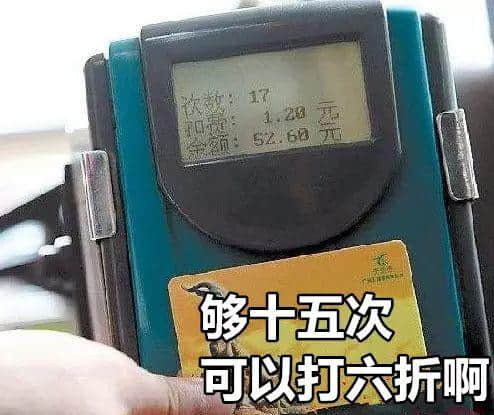 次数: 17
扣费: 1.20 元
余额: 52.60 元
够十五次
可以打六折啊